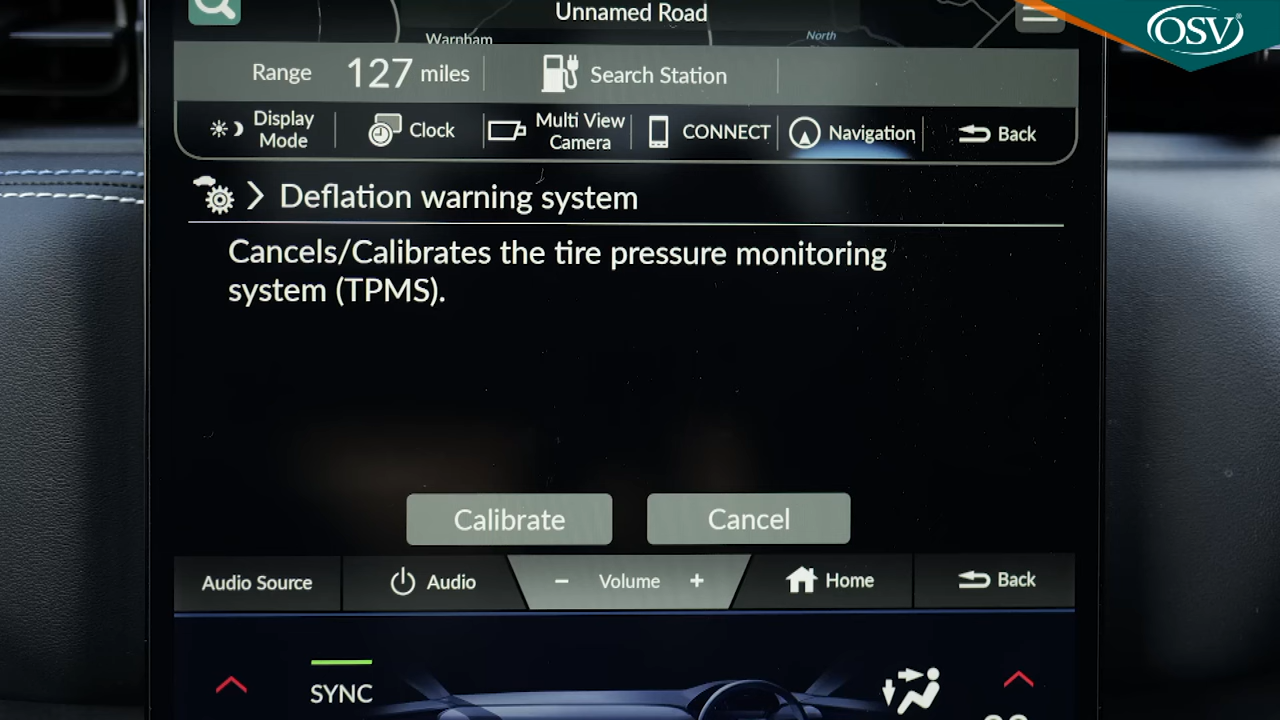 OSV
Unnamed Road
Warnham
North
Range 127 miles
Search Station
Display
Mode
Clock
Multi View
Camera
CONNECT
Navigation
Back
Deflation warning system
Cancels/Calibrates the tire pressure monitoring
system (TPMS).
Calibrate
Cancel
Audio Source
Audio
- Volume +
Home
Back
SYNC